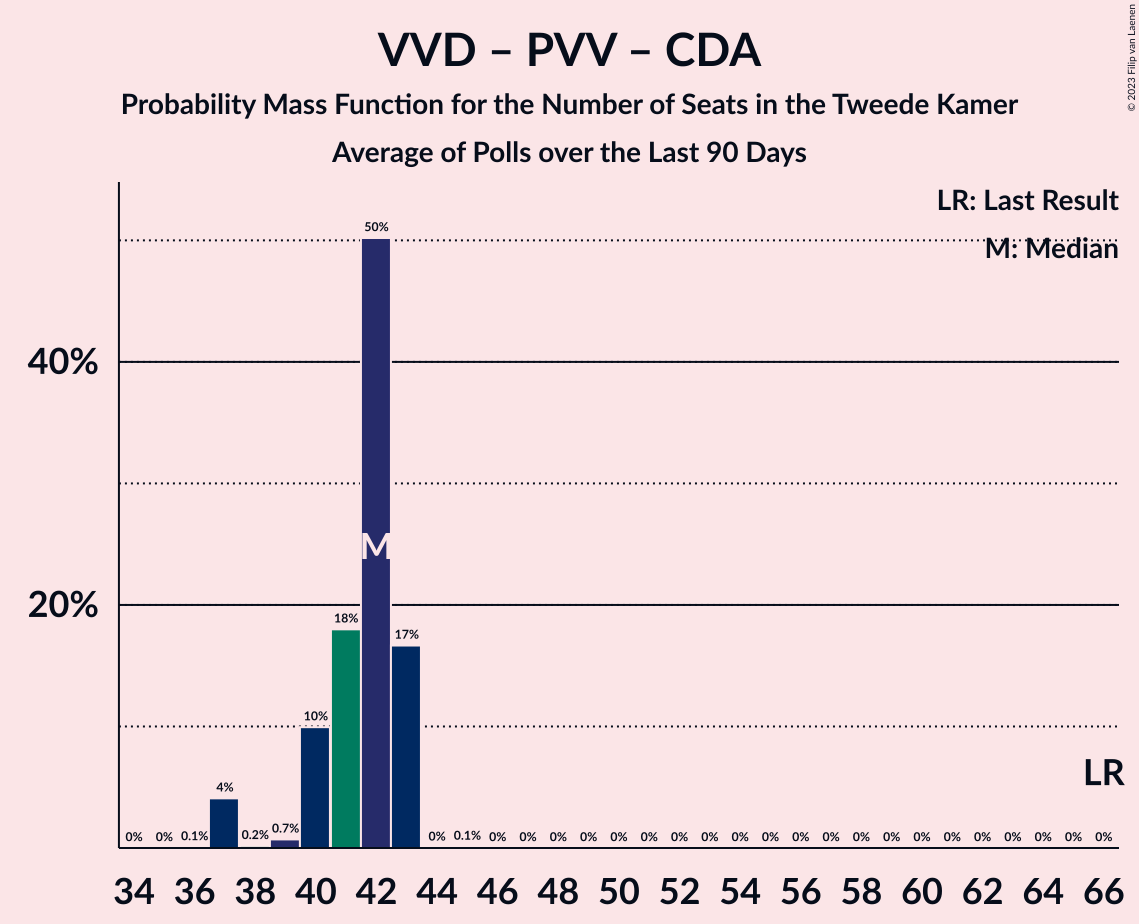 VVD – PVV – CDA
Probability Mass Function for the Number of Seats in the Tweede Kamer
Average of Polls over the Last 90 Days
© 2023 Filip van Laenen
LR: Last Result
M: Median
40%
20%
0% 0% 0.1% 4% 0.2% 0.7% 10% 18% 50% 17% 0% 0.1% 0% 0% 0% 0% 0% 0% 0% 0% 0% 0% 0% 0% 0% 0% 0% 0% 0% 0% 0% 0% 0%
M
LR
34 36 38 40 42 44 46 48 50 52 54 56 58 60 62 64 66